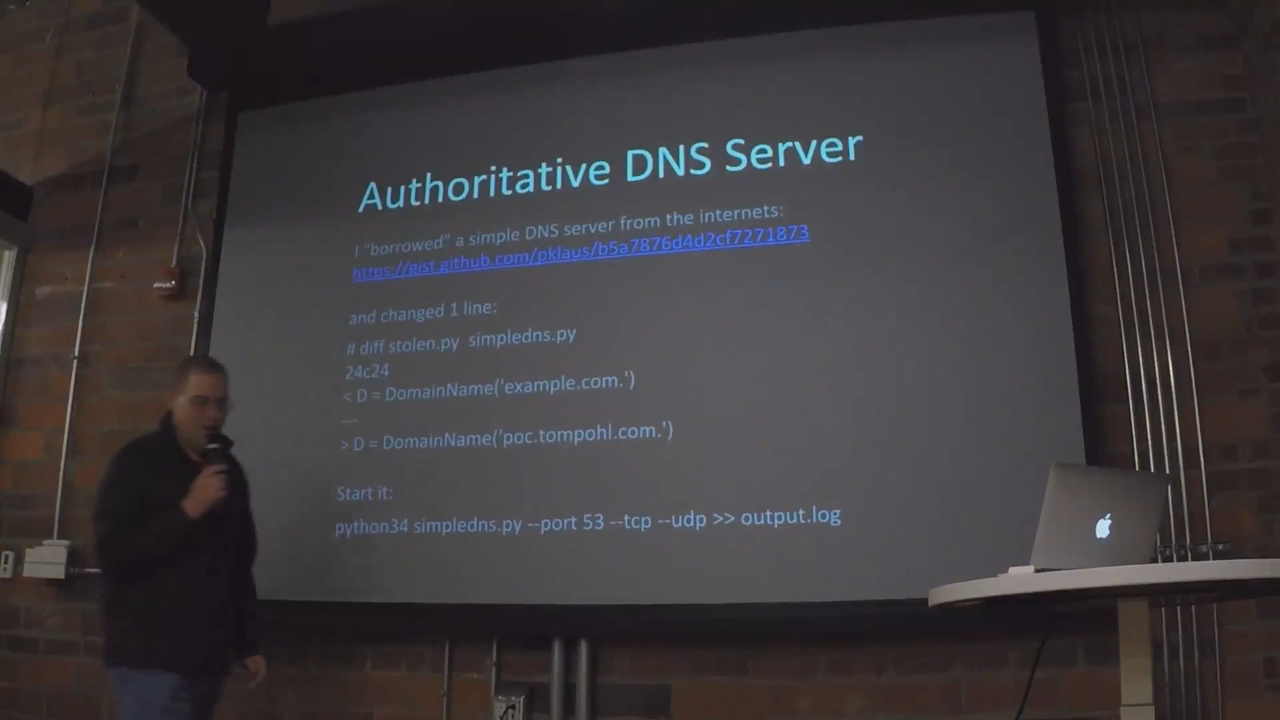 Authoritative DNS Server
I "borrowed" a simple DNS server from the internets:
https://gist.github.com/pklaus/b5a7876d4d2cf7271873
and changed 1 line:
# diff stolen.py simpledns.py
24c24
< D = DomainName('example.com.')
---
> D = DomainName('poc.tompohl.com.')
Start it:
python34 simpledns.py --port 53 --tcp --udp >> output.log